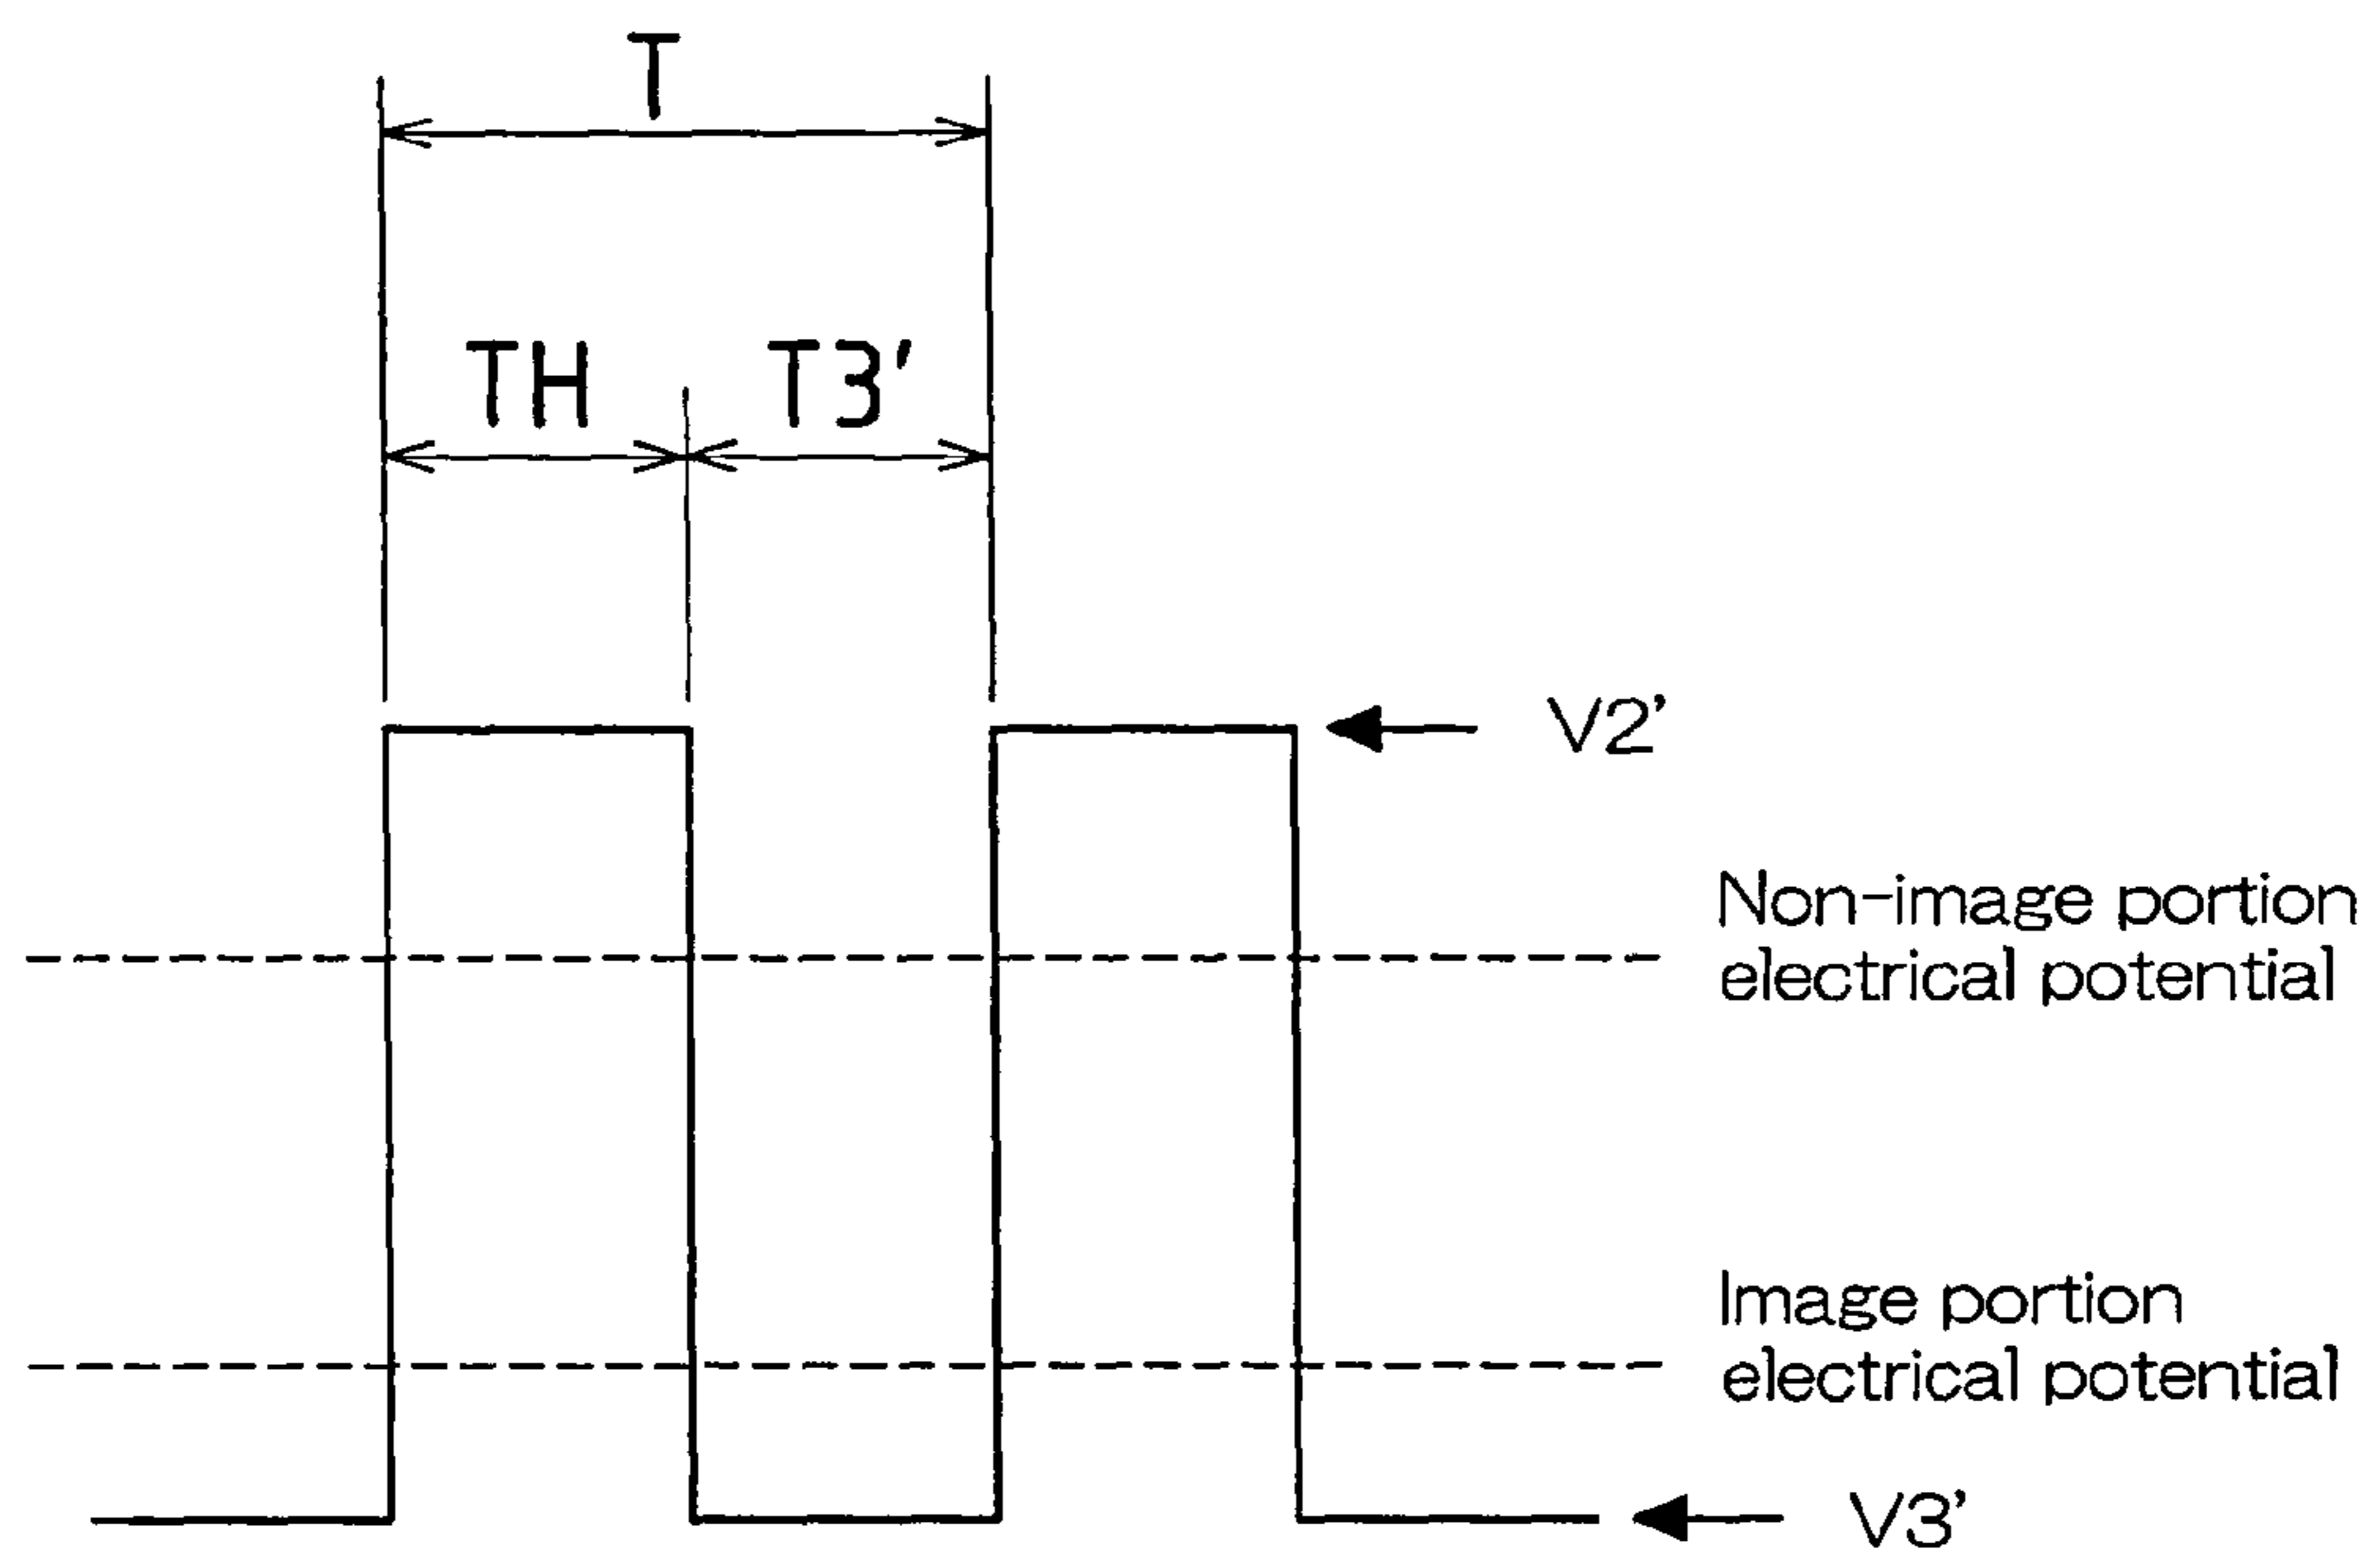 T
TH
T3'
V2'
Non-image portion
electrical potential
Image portion
electrical potential
V3'